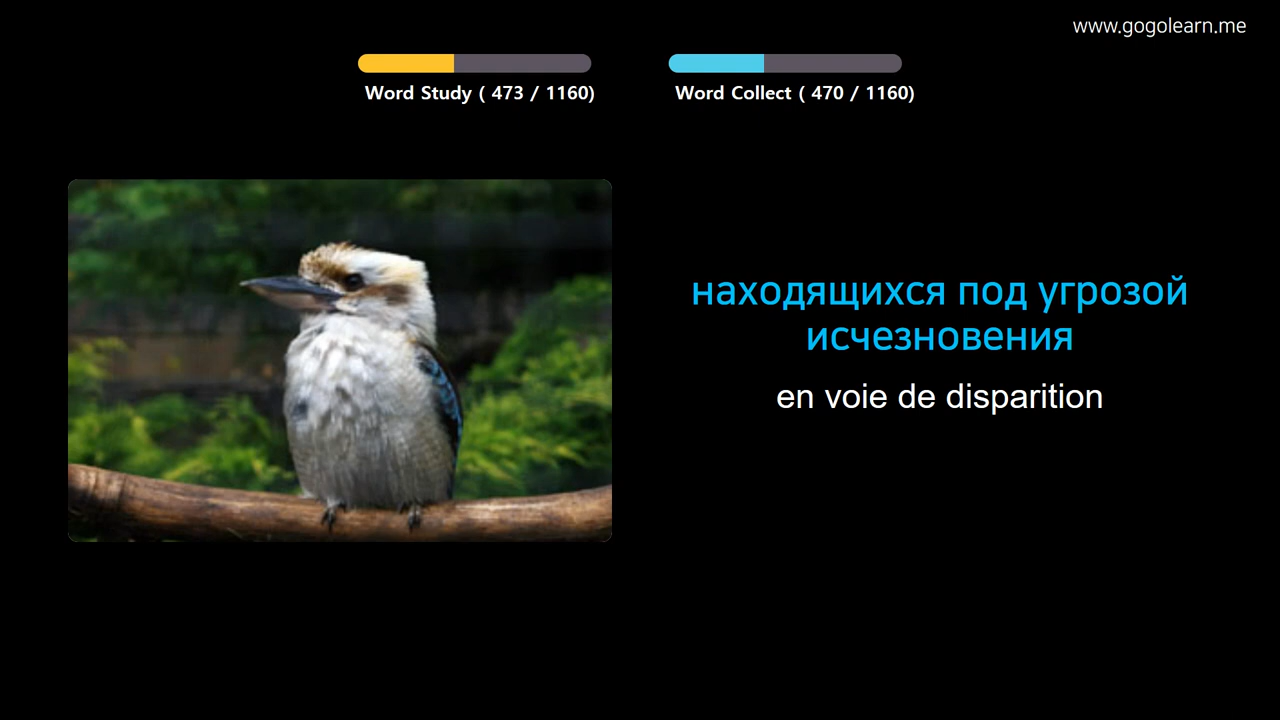 www.gogolearn.me
Word Study ( 473 / 1160)
Word Collect ( 470 / 1160)
находящихся под угрозой
исчезновения
en voie de disparition